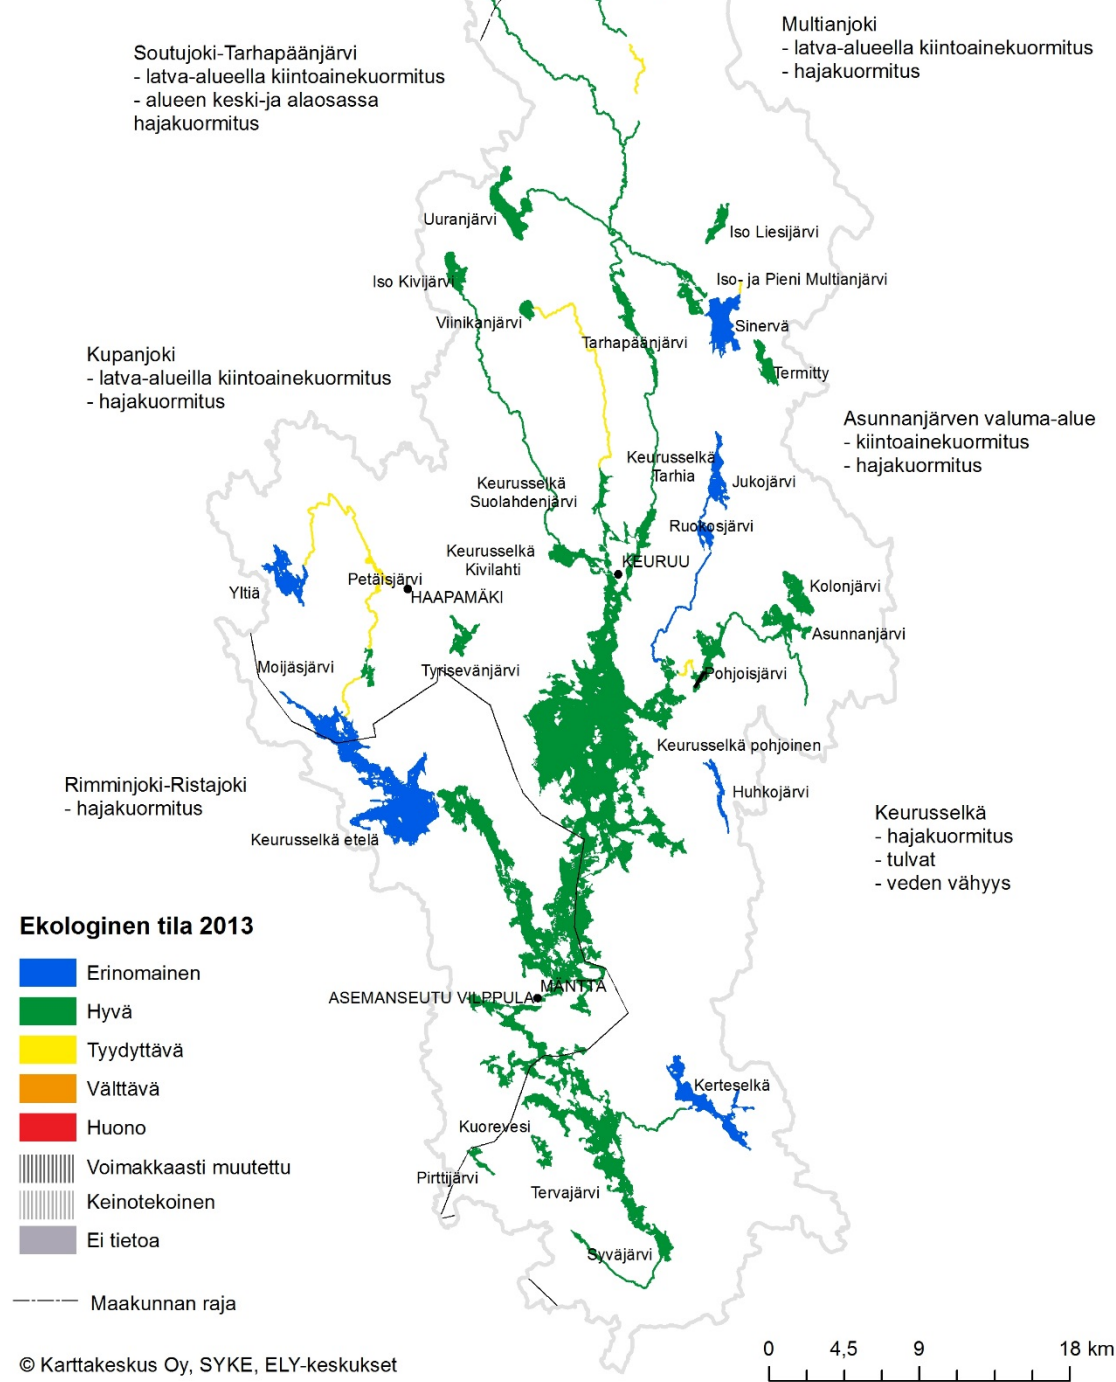 Soutujoki-Tarhapäänjärvi
- latva-alueella kiintoainekuormitus
- alueen keski-ja alaosassa
hajakuormitus
Multianjoki
- latva-alueella kiintoainekuormitus
- hajakuormitus
Uuranjärvi
Iso Liesijärvi
Iso Kivijärvi
Iso- ja Pieni Multianjärvi
Viinikanjärvi
Sinervä
Tarhapäänjärvi
Termitty
Kupanjoki
- latva-alueilla kiintoainekuormitus
- hajakuormitus
Asunnanjärven valuma-alue
- kiintoainekuormitus
- hajakuormitus
Keurusselkä
Tarhia
Keurusselkä
Suolahdenjärvi
Jukojärvi
Ruokosjärvi
Keurusselkä
Kivilahti
KEURUU
Petäisjärvi
HAAPAMÄKI
Yltiä
Kolonjärvi
Asunnanjärvi
Moijäsjärvi
Tyrisevänjärvi
Pohjoisjärvi
Keurusselkä pohjoinen
Huhkojärvi
Rimminjoki-Ristajoki
- hajakuormitus
Keurusselkä etelä
Keurusselkä
- hajakuormitus
- tulvat
- veden vähyys
MÄNTTÄ
ASEMANSEUTU VILPPULA
Kerteselkä
Kuorevesi
Pirttijärvi
Tervajärvi
Syväjärvi
Ekologinen tila 2013
Erinomainen
Hyvä
Tyydyttävä
Välttävä
Huono
Voimakkaasti muutettu
Keinotekoinen
Ei tietoa
Maakunnan raja
© Karttakeskus Oy, SYKE, ELY-keskukset
0 4,5 9 18 km